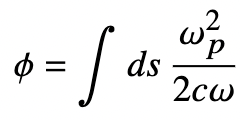 ϕ = ∫ ds ω_p^2 / 2cω